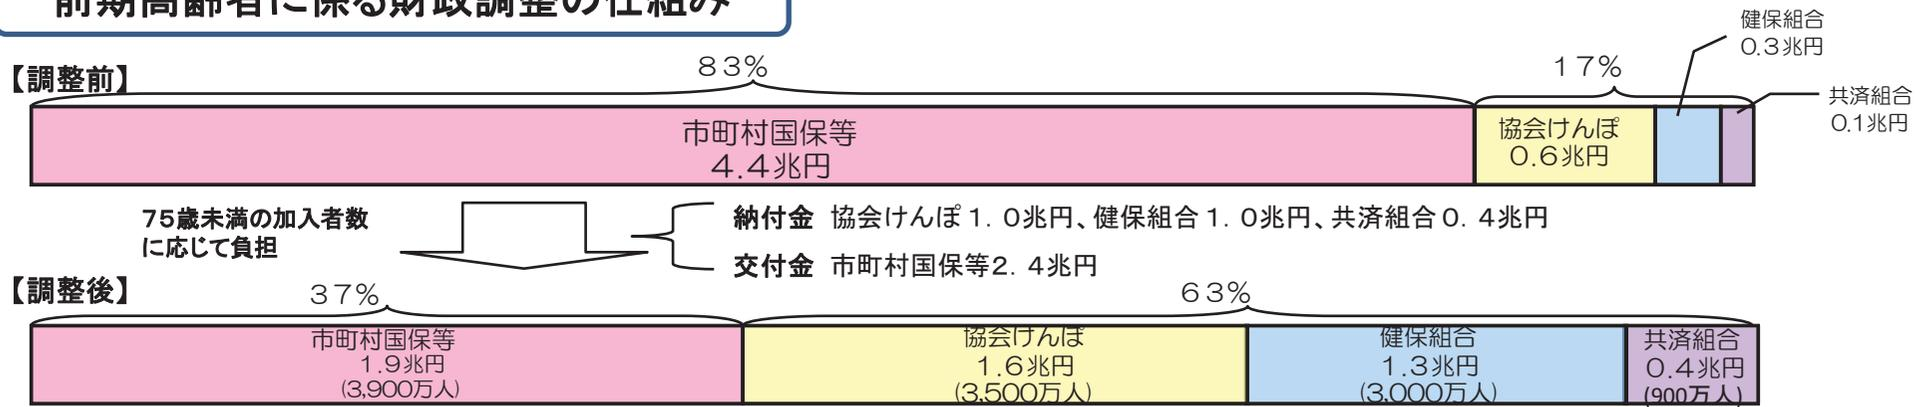 前期高齢者に係る財政調整の仕組み
健保組合
0.3兆円
【調整前】
83%
17%
共済組合
0.1兆円
市町村国保等
4.4兆円
協会けんぽ
0.6兆円
75歳未満の加入者数
に応じて負担
納付金 協会けんぽ1.0兆円、健保組合1.0兆円、共済組合0.4兆円
交付金 市町村国保等2.4兆円
【調整後】
37%
63%
市町村国保等
1.9兆円
(3,900万人)
協会けんぽ
1.6兆円
(3,500万人)
健保組合
1.3兆円
(3,000万人)
共済組合
0.4兆円
(900万人)